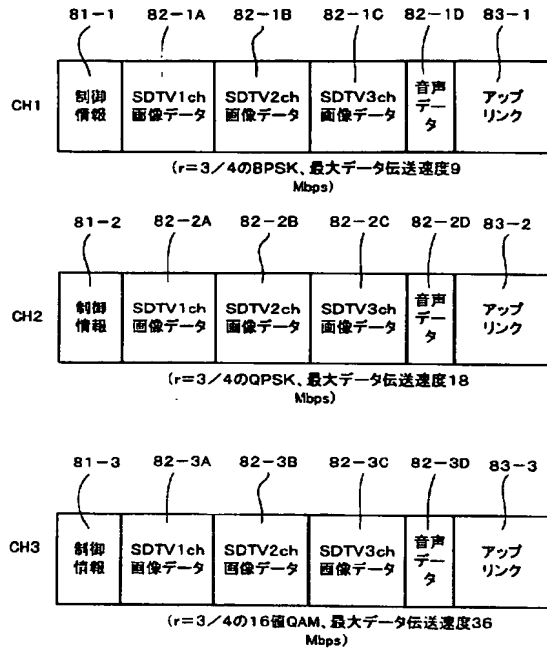 81-1 82-1A 82-1B 82-1C 82-1D 83-1
CH1
制御
情報
SDTV1ch
画像データ
SDTV2ch
画像データ
SDTV3ch
画像データ
音声
デー
タ
アップ
リンク
(r=3/4のBPSK、最大データ伝送速度9
Mbps)
81-2 82-2A 82-2B 82-2C 82-2D 83-2
CH2
制御
情報
SDTV1ch
画像データ
SDTV2ch
画像データ
SDTV3ch
画像データ
音声
デー
タ
アップ
リンク
(r=3/4のQPSK、最大データ伝送速度18
Mbps)
81-3 82-3A 82-3B 82-3C 82-3D 83-3
CH3
制御
情報
SDTV1ch
画像データ
SDTV2ch
画像データ
SDTV3ch
画像データ
音声
デー
タ
アップ
リンク
(r=3/4の16値QAM、最大データ伝送速度36
Mbps)